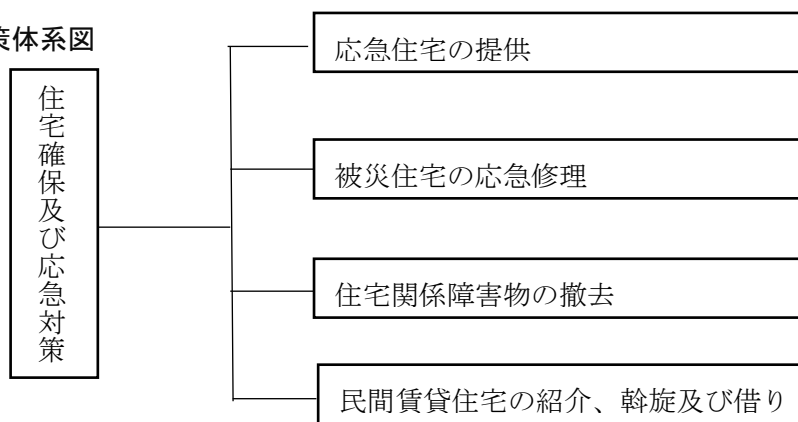 策体系図
住宅確保及び応急対策
応急住宅の提供
被災住宅の応急修理
住宅関係障害物の撤去
民間賃貸住宅の紹介、斡旋及び借り